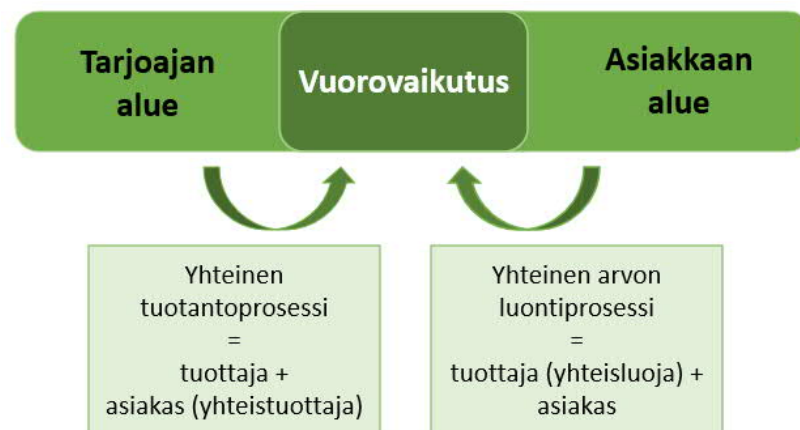 Tarjoajan
alue
Vuorovaikutus
Asiakkaan
alue
Yhteinen
tuotantoprosessi
=
tuottaja +
asiakas (yhteistuottaja)
Yhteinen arvon
luontiprosessi
=
tuottaja (yhteisluoja) +
asiakas